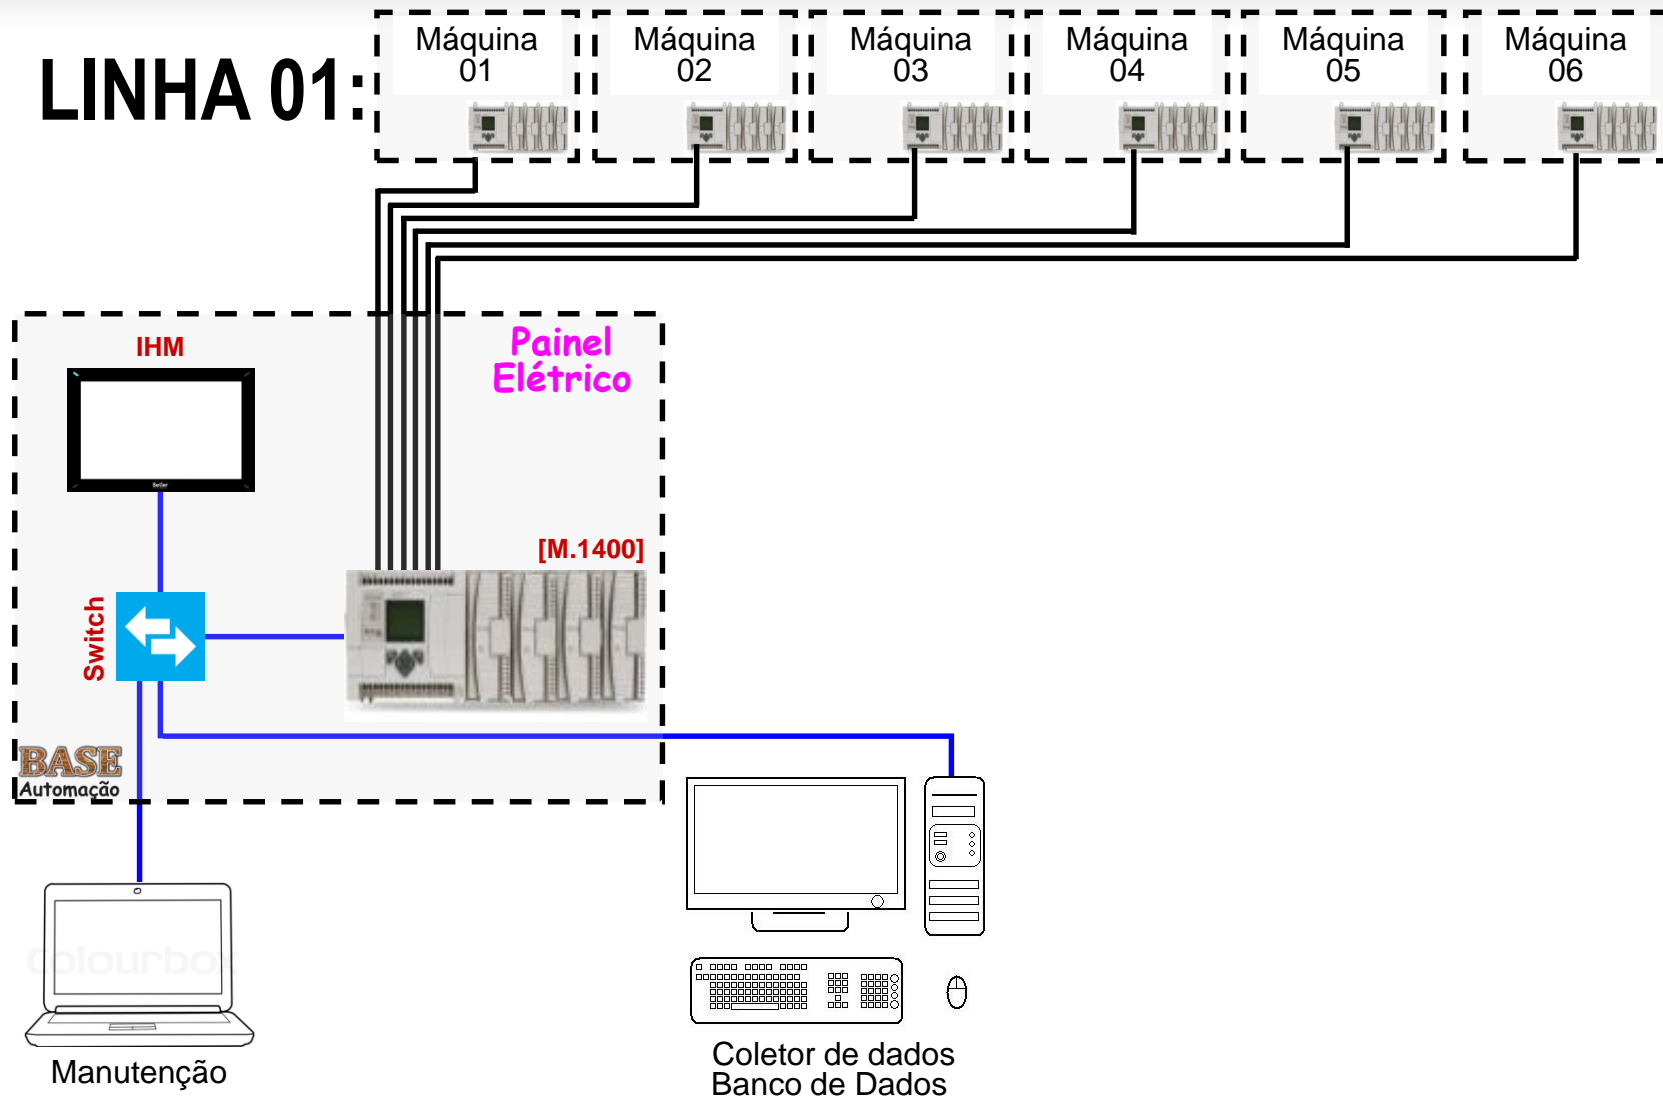 LINHA 01:
Máquina
01
Máquina
02
Máquina
03
Máquina
04
Máquina
05
Máquina
06
IHM
Painel
Elétrico
[M.1400]
Switch
BASE
Automação
colourbox
Manutenção
Coletor de dados
Banco de Dados